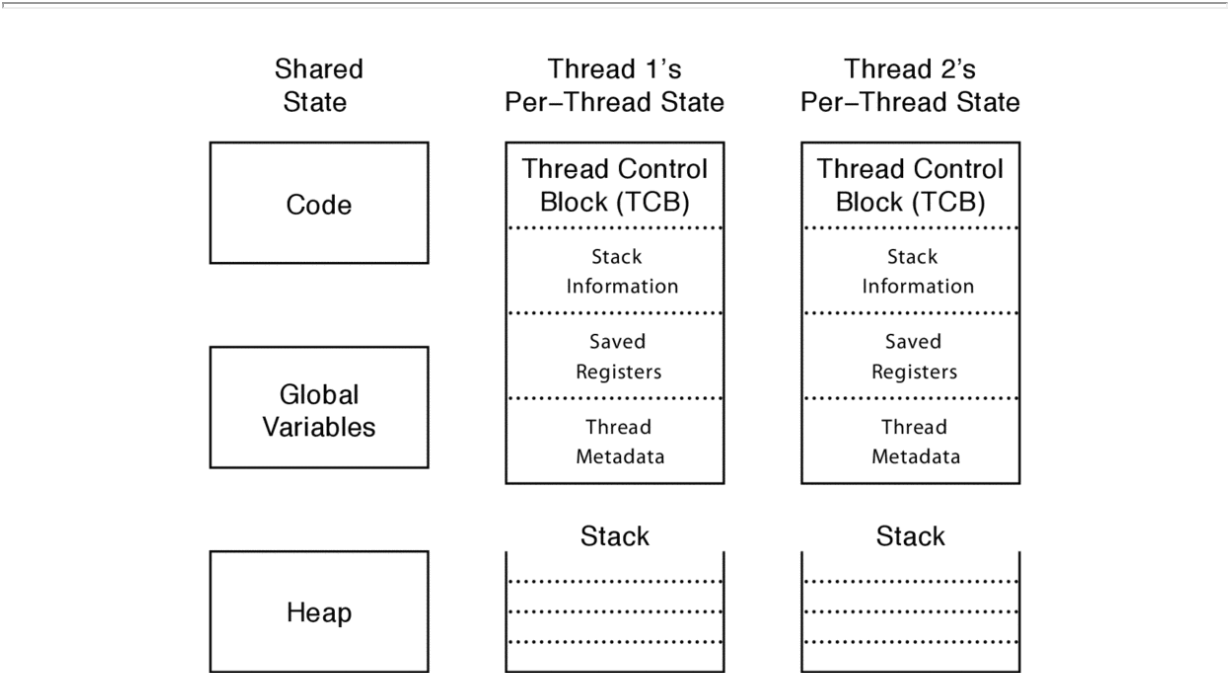 Shared
State
Thread 1’s
Per–Thread State
Thread 2’s
Per–Thread State
Code
Global
Variables
Heap
Thread Control
Block (TCB)
Stack
Information
Saved
Registers
Thread
Metadata
Stack
Thread Control
Block (TCB)
Stack
Information
Saved
Registers
Thread
Metadata
Stack